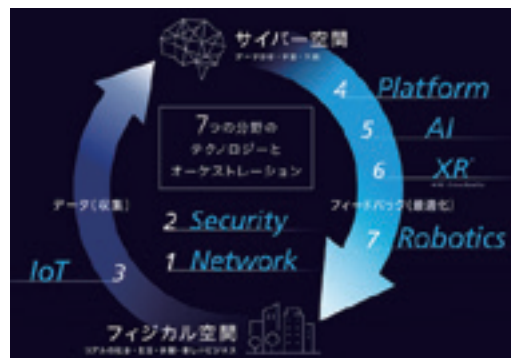 サイバー空間
4 Platform
7つの分野の
テクノロジーと
オーケストレーション
5 AI
6 XR
データ(収集)
フィードバック(最適化)
2 Security
7 Robotics
1 Network
IoT 3
フィジカル空間